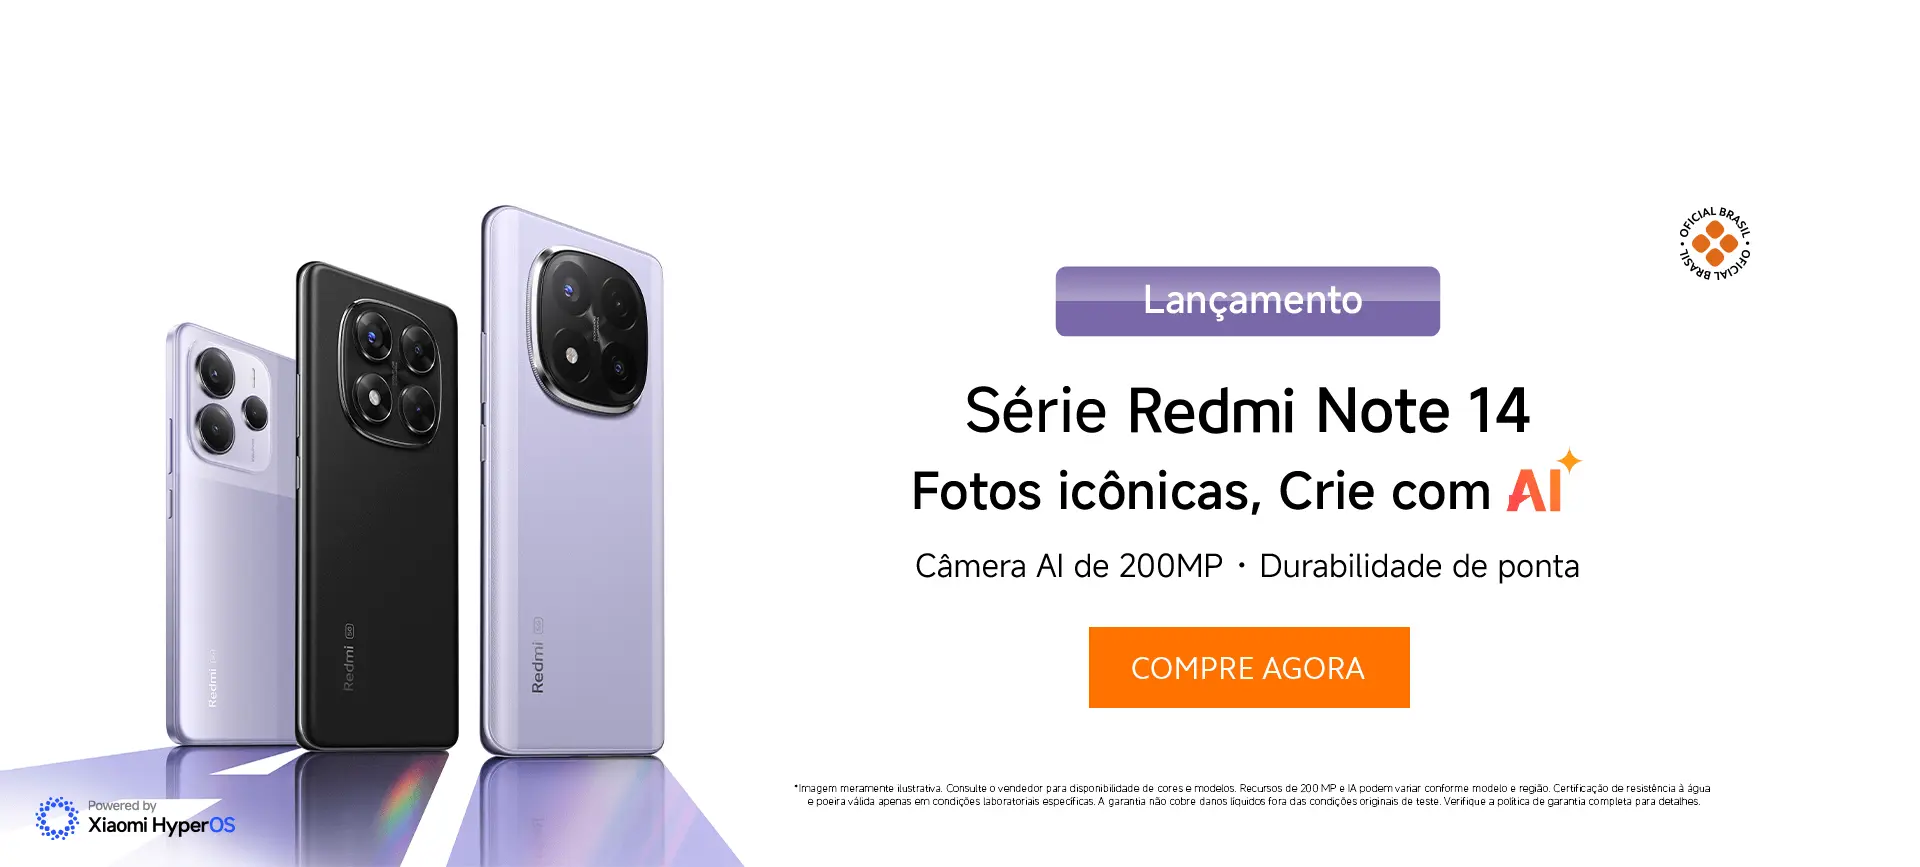 OFICIAL BRASIL • OFICIAL BRASIL •
Lançamento
Série Redmi Note 14
Fotos icônicas, Crie com AI
Câmera AI de 200MP · Durabilidade de ponta
COMPRE AGORA
Redmi
Redmi 5G
Redmi 5G
*Imagem meramente ilustrativa. Consulte o vendedor para disponibilidade de cores e modelos. Recursos de 200 MP e IA podem variar conforme modelo e região. Certificação de resistência à água
e poeira válida apenas em condições laboratoriais específicas. A garantia não cobre danos líquidos fora das condições originais de teste. Verifique a política de garantia completa para detalhes.
Powered by
Xiaomi HyperOS